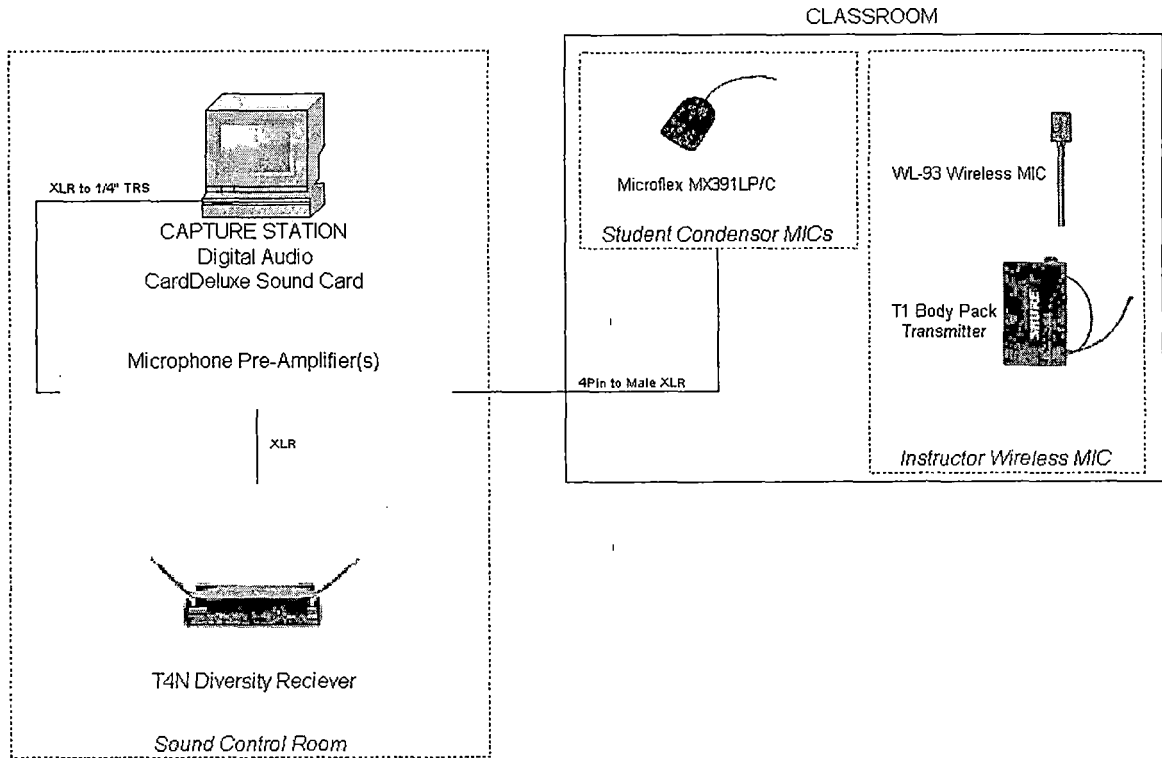 CLASSROOM
XLR to 1/4" TRS
CAPTURE STATION
Digital Audio
CardDeluxe Sound Card
Microphone Pre-Amplifier(s)
XLR
T4N Diversity Reciever
Sound Control Room
Microflex MX391LP/C
Student Condensor MICs
4Pin to Male XLR
WL-93 Wireless MIC
T1 Body Pack
Transmitter
SHURE
Instructor Wireless MIC